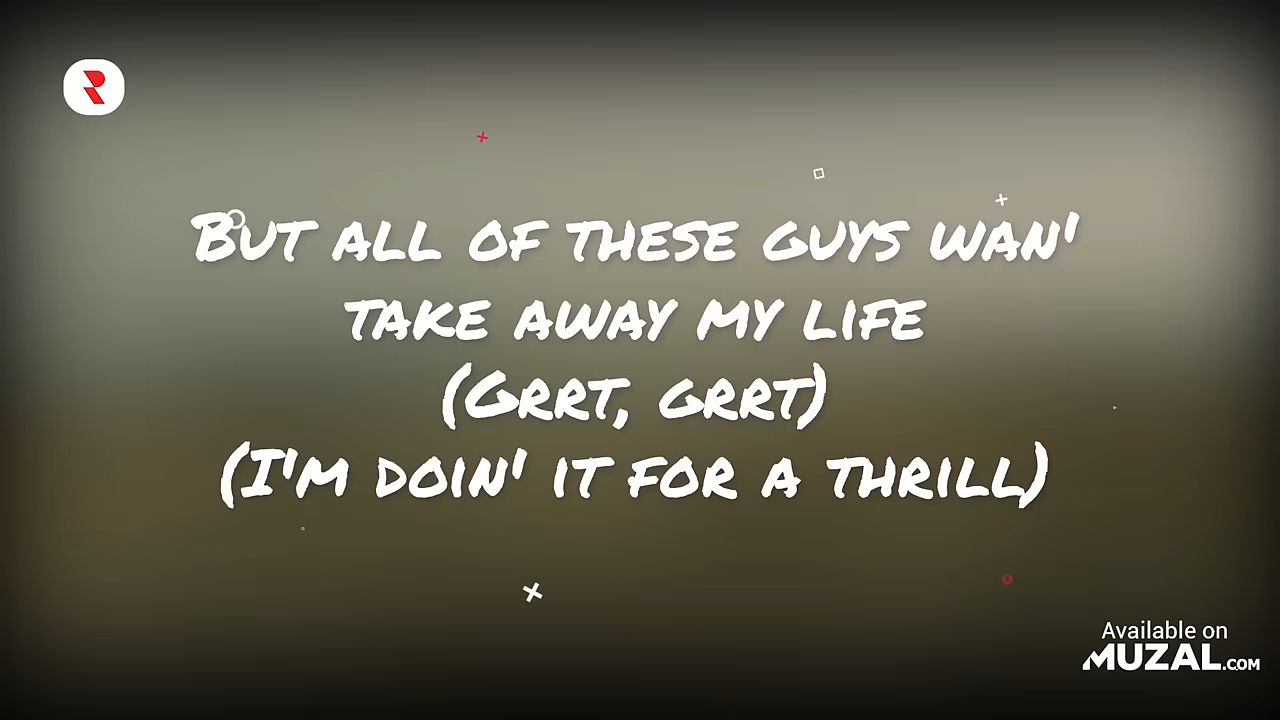 But all of these guys wan'
take away my life
(Grrt, grrt)
(I'm doin' it for a thrill)
Available on
MUZAL.COM